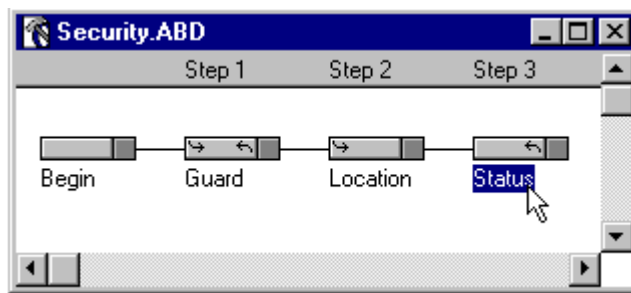 Security.ABD
Step 1 Step 2 Step 3
Begin Guard Location Status